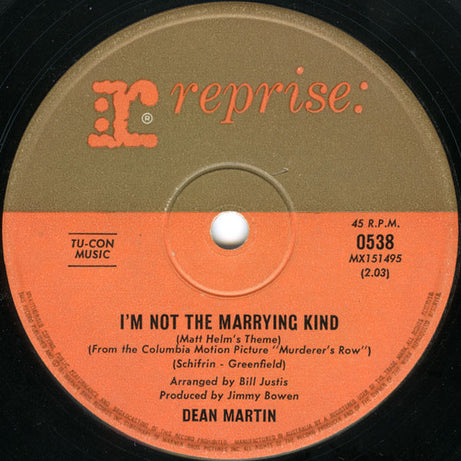 r® reprise:
45 R.P.M.
TU-CON
MUSIC
0538
MX151495
(2.03)
I'M NOT THE MARRYING KIND
(Matt Helm's Theme)
(From the Columbia Motion Picture "Murderer's Row")
(Schifrin - Greenfield)
Arranged by Bill Justis
Produced by Jimmy Bowen
DEAN MARTIN